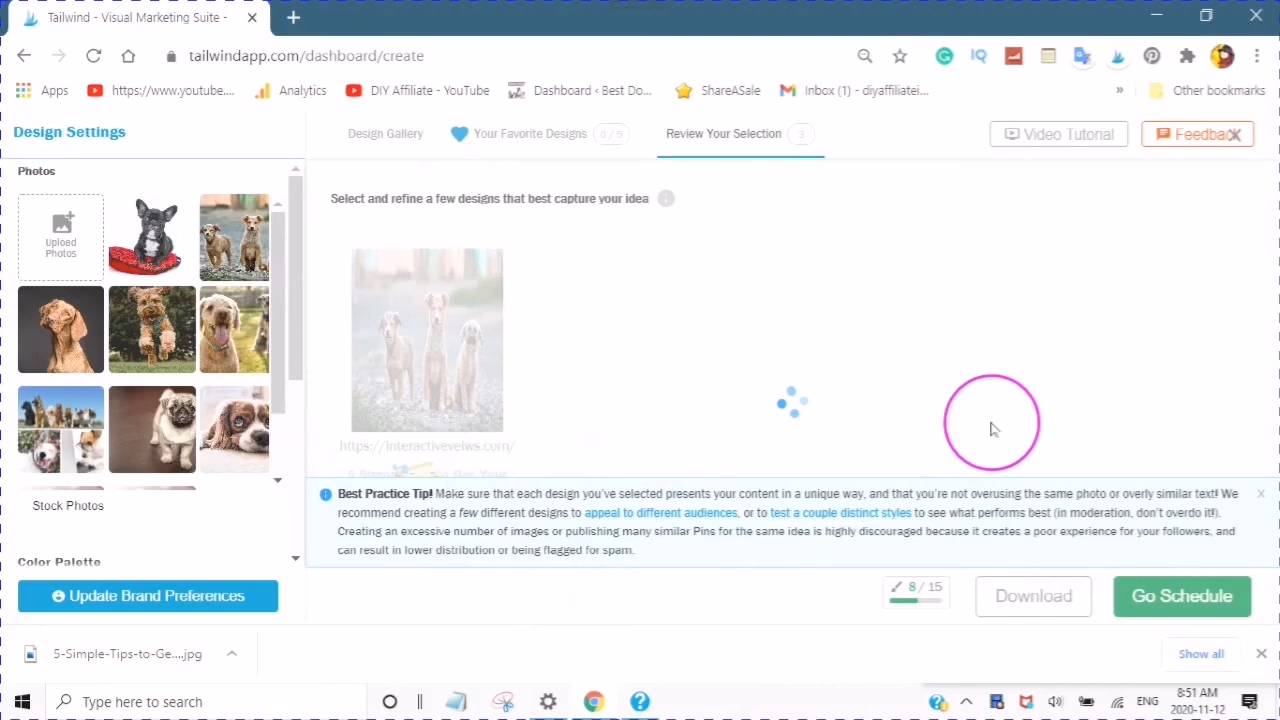 Tailwind - Visual Marketing Suite -
tailwindapp.com/dashboard/create
Apps
https://www.youtube....
Analytics
DIY Affiliate - YouTube
Dashboard ‹ Best Do...
ShareASale
Inbox (1) - diyaffiliatei...
»
Other bookmarks
Design Settings
Design Gallery
Your Favorite Designs 0 / 5
Review Your Selection 3
Video Tutorial
Feedback
Photos
Select and refine a few designs that best capture your idea
Upload
Photos
https://interactivevelws.com/
Best Practice Tip! Make sure that each design you've selected presents your content in a unique way, and that you're not overusing the same photo or overly similar text! We
recommend creating a few different designs to appeal to different audiences, or to test a couple distinct styles to see what performs best (in moderation, don't overdo it!).
Creating an excessive number of images or publishing many similar Pins for the same idea is highly discouraged because it creates a poor experience for your followers, and
can result in lower distribution or being flagged for spam.
Stock Photos
Color Palette
Update Brand Preferences
8 / 15
Download
Go Schedule
5-Simple-Tips-to-Ge....jpg
Show all
Type here to search
ENG
8:51 AM
2020-11-12